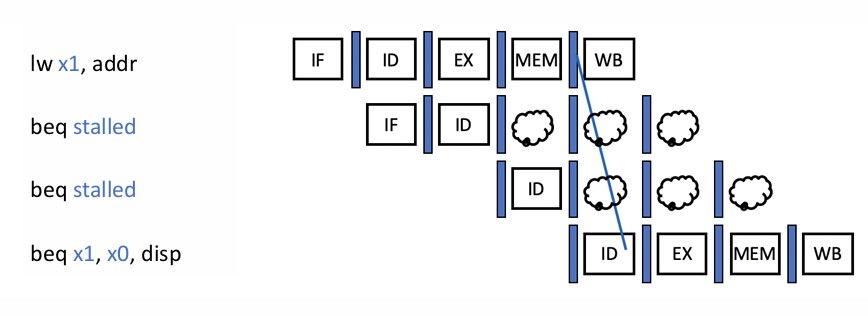 lw x1, addr IF ID EX MEM WB
beq stalled IF ID
beq stalled ID
beq x1, x0, disp ID EX MEM WB